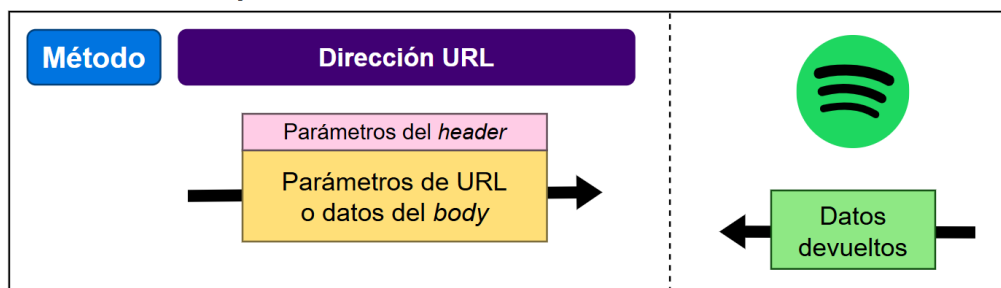 Método
Dirección URL
Parámetros del header
Parámetros de URL
o datos del body
Datos
devueltos